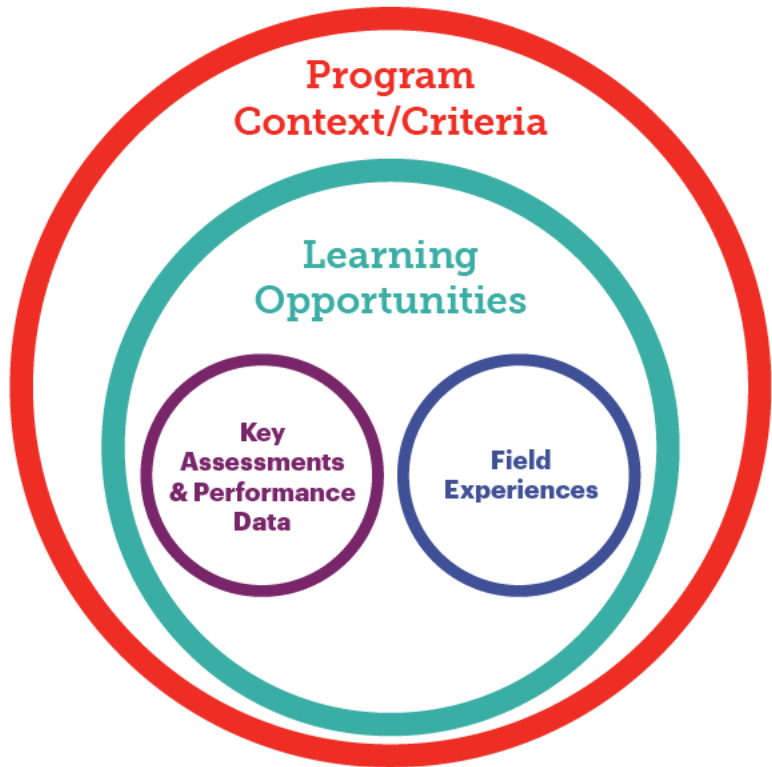 Program
Context/Criteria
Learning
Opportunities
Key
Assessments
& Performance
Data
Field
Experiences